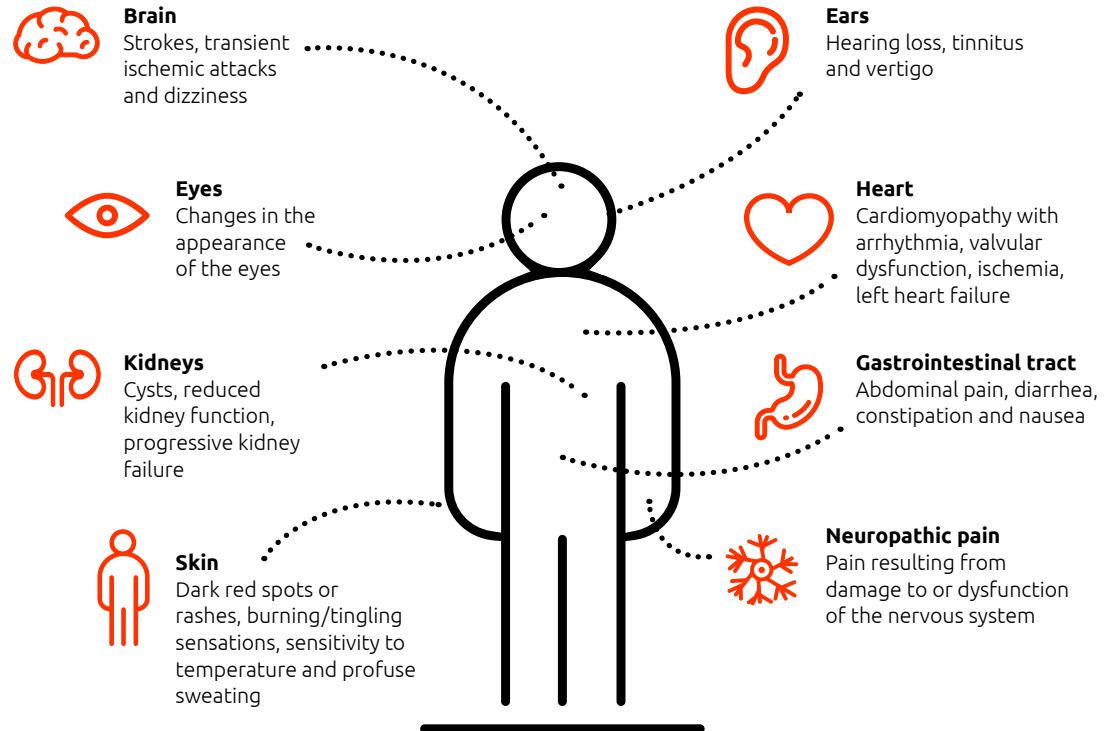 Brain
Strokes, transient
ischemic attacks
and dizziness
Ears
Hearing loss, tinnitus
and vertigo
Eyes
Changes in the
appearance
of the eyes
Heart
Cardiomyopathy with
arrhythmia, valvular
dysfunction, ischemia,
left heart failure
Kidneys
Cysts, reduced
kidney function,
progressive kidney
failure
Gastrointestinal tract
Abdominal pain, diarrhea,
constipation and nausea
Skin
Dark red spots or
rashes, burning/tingling
sensations, sensitivity to
temperature and profuse
sweating
Neuropathic pain
Pain resulting from
damage to or dysfunction
of the nervous system